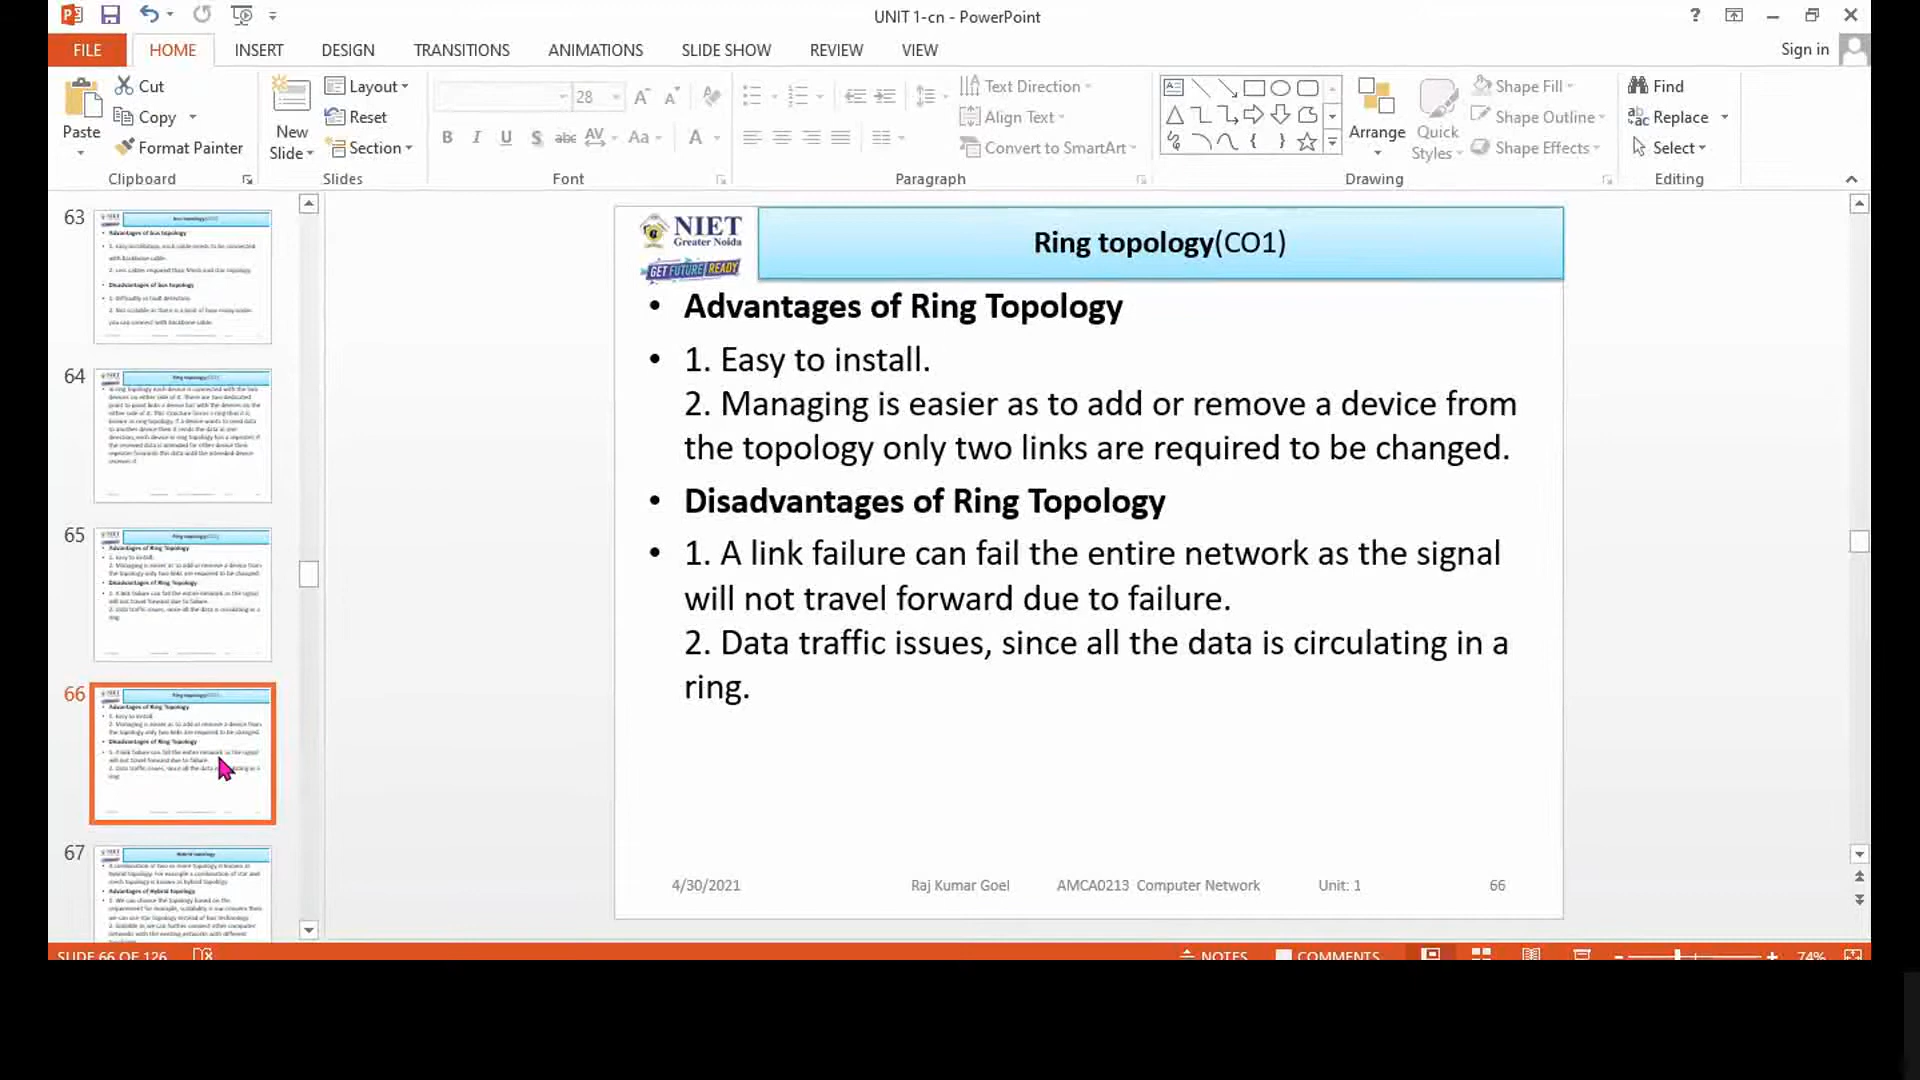 UNIT 1-cn - PowerPoint
FILE HOME INSERT DESIGN TRANSITIONS ANIMATIONS SLIDE SHOW REVIEW VIEW Sign in
Paste
Cut
Copy
Format Painter
Clipboard
New
Slide
Layout
Reset
Section
Slides
28
Font
Text Direction
Align Text
Convert to SmartArt
Paragraph
Arrange
Quick
Styles
Shape Fill
Shape Outline
Shape Effects
Drawing
Find
Replace
Select
Editing
63
64
65
66
67
NIET
Greater Noida
GET FUTURE READY
Ring topology(CO1)
• Advantages of Ring Topology
• 1. Easy to install.
2. Managing is easier as to add or remove a device from
the topology only two links are required to be changed.
• Disadvantages of Ring Topology
• 1. A link failure can fail the entire network as the signal
will not travel forward due to failure.
2. Data traffic issues, since all the data is circulating in a
ring.
4/30/2021 Raj Kumar Goel AMCA0213 Computer Network Unit: 1 66
SLIDE 66 OF 126 NOTES COMMENTS 74%